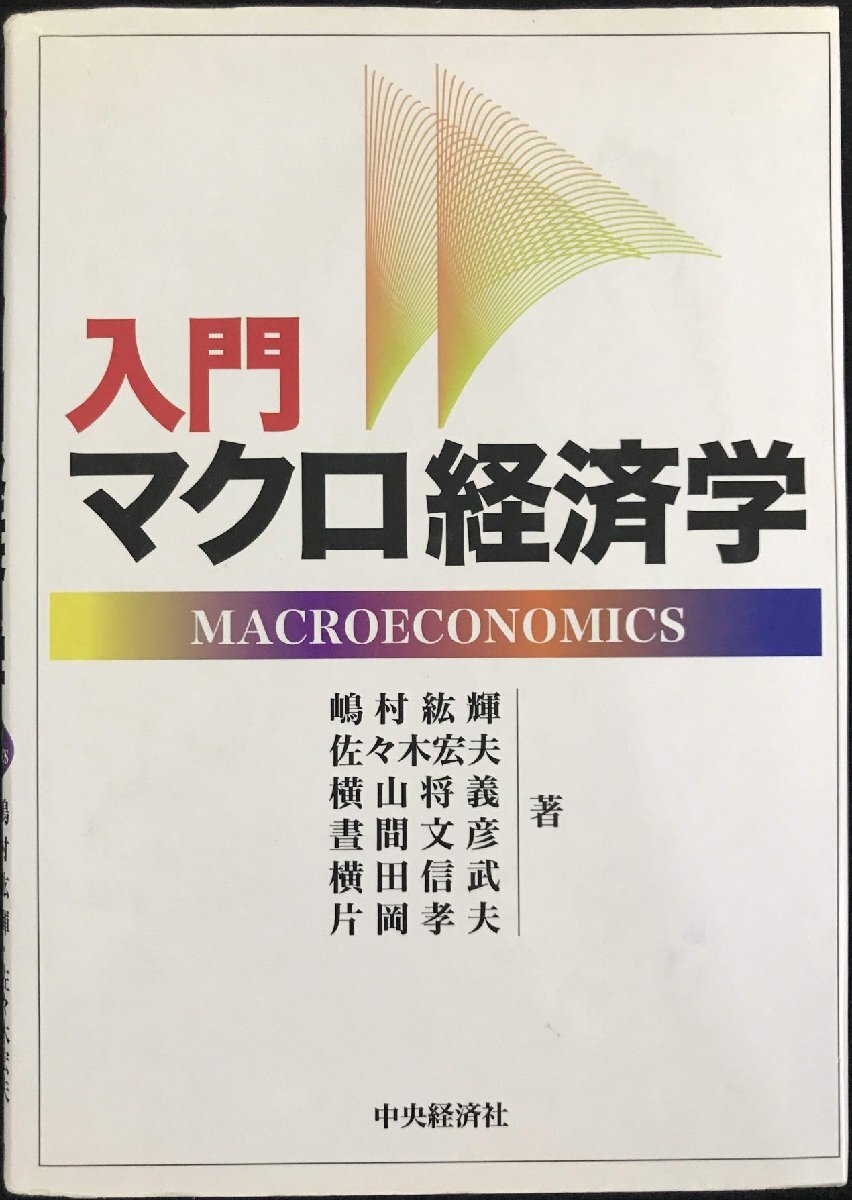 入門
マクロ経済学
MACROECONOMICS
嶋村紘輝
佐々木宏夫
横山将義
晝間文彦
横田信武
片岡孝夫
著
中央経済社